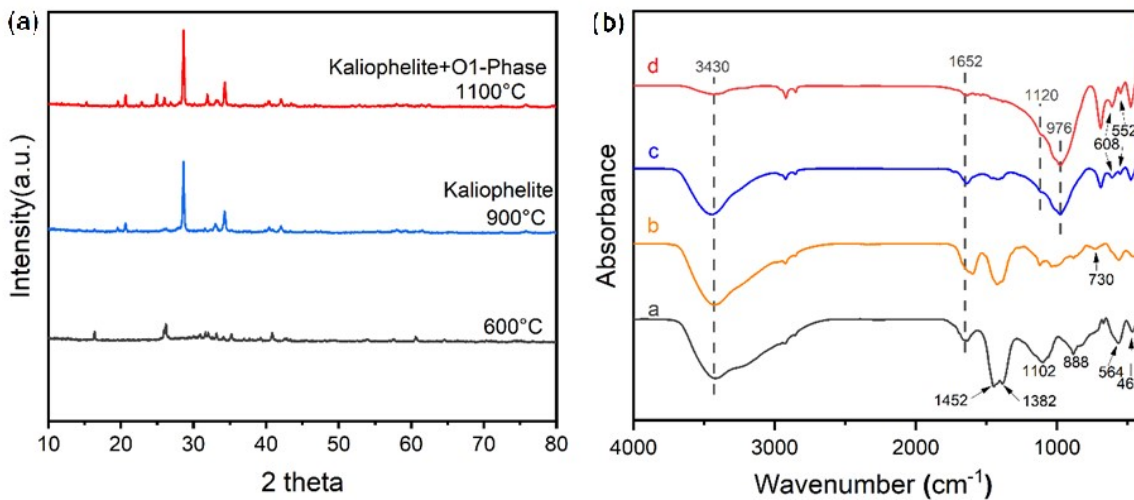 (a)
Kaliophelite+O1-Phase
1100°C
Kaliophelite
900°C
600°C
Intensity(a.u.)
10 20 30 40 50 60 70 80
2 theta
(b)
d
3430
1652
1120
976
608
552
c
b
730
a
1452
1382
1102
888
564
46
Absorbance
4000 3000 2000 1000
Wavenumber (cm⁻¹)